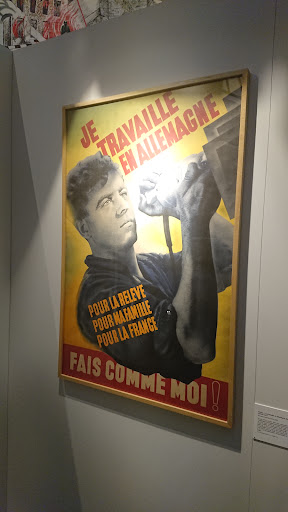 JE
TRAVAILLE
EN ALLEMAGNE
POUR LA RELÈVE
POUR MA FAMILLE
POUR LA FRANCE
FAIS COMME MOI !